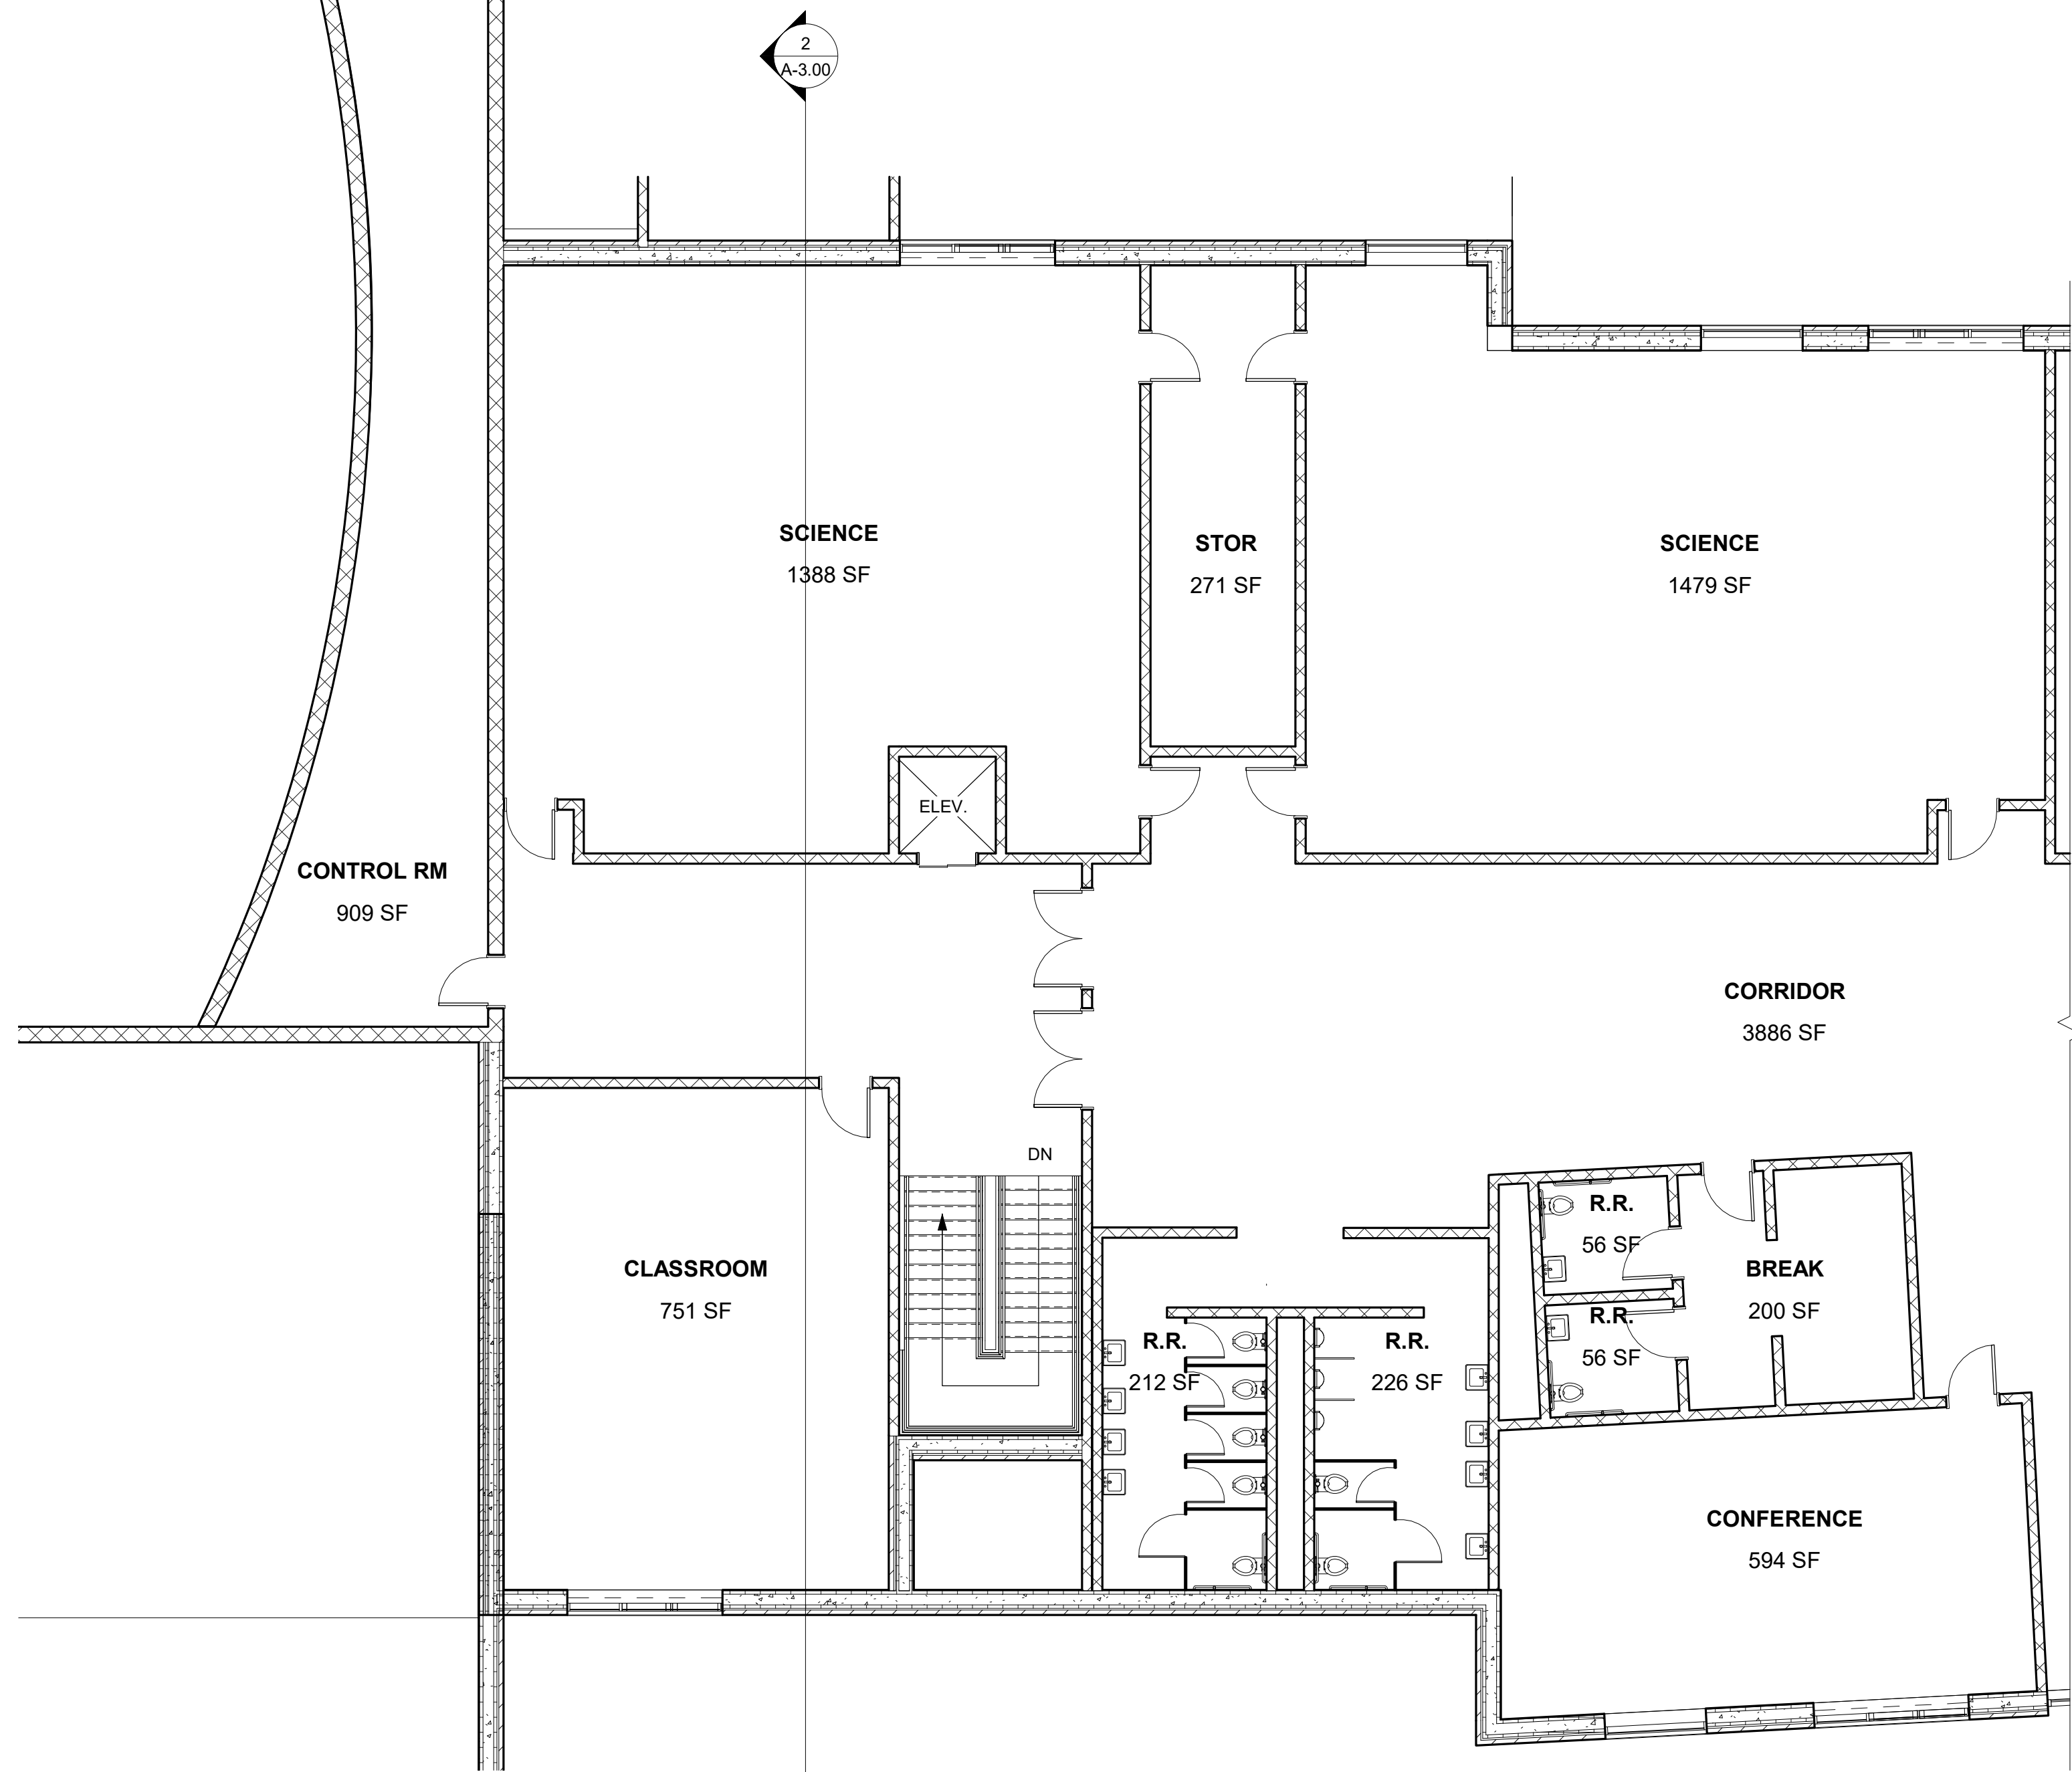 2
A-3.00
SCIENCE
1388 SF
STOR
271 SF
SCIENCE
1479 SF
ELEV.
CONTROL RM
909 SF
CORRIDOR
3886 SF
DN
CLASSROOM
751 SF
R.R.
56 SF
BREAK
200 SF
R.R.
56 SF
R.R.
212 SF
R.R.
226 SF
CONFERENCE
594 SF